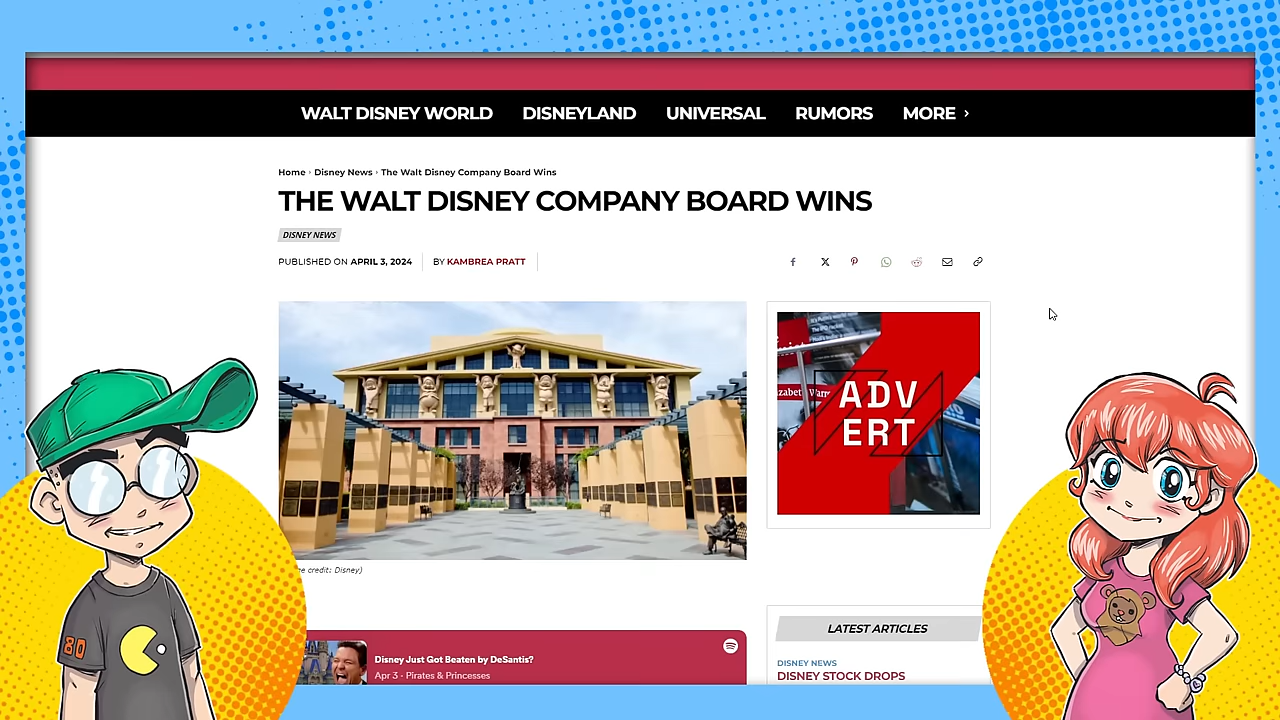 WALT DISNEY WORLD DISNEYLAND UNIVERSAL RUMORS MORE ›
Home › Disney News › The Walt Disney Company Board Wins
THE WALT DISNEY COMPANY BOARD WINS
DISNEY NEWS
PUBLISHED ON APRIL 3, 2024 BY KAMBREA PRATT
ADV
ERT
credit: Disney)
LATEST ARTICLES
Disney Just Got Beaten by DeSantis?
Apr 3 · Pirates & Princesses
DISNEY NEWS
DISNEY STOCK DROPS
80